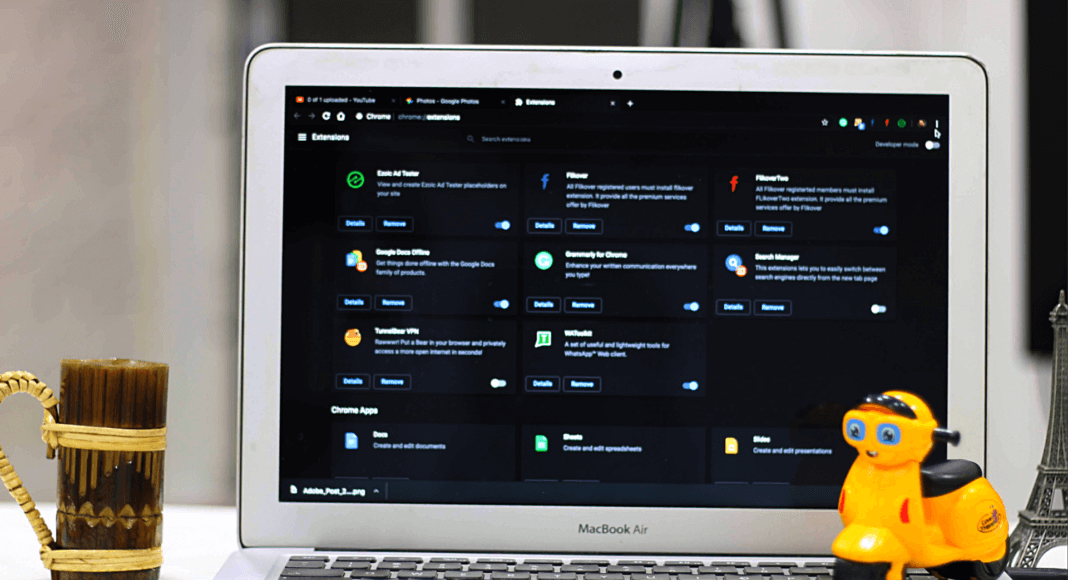 0 of 1 uploaded - YouTube
Photos - Google Photos
Extensions
Chrome | chrome://extensions
Extensions
Search extensions
Developer mode
Ezoic Ad Tester
View and create Ezoic Ad Tester placeholders on
your site
Details
Remove
Flikover
All Flikover registered users must install flikover
extension. It provide all the premium services
offer by Flikover
Details
Remove
FlikoverTwo
All Flikover registerted members must install
FLikoverTwo extension. It provide all the premium
services offer by Flikover
Details
Remove
Google Docs Offline
Get things done offline with the Google Docs
family of products.
Details
Remove
Grammarly for Chrome
Enhance your written communication everywhere
you type!
Details
Remove
Search Manager
This extensions lets you to easily switch between
search engines directly from the new tab page
Details
Remove
TunnelBear VPN
Rawwwr! Put a Bear in your browser and privately
access a more open internet in seconds!
Details
Remove
WAToolkit
A set of useful and lightweight tools for
WhatsApp™ Web client.
Details
Remove
Chrome Apps
Docs
Create and edit documents
Sheets
Create and edit spreadsheets
Slides
Create and edit presentations
Adobe_Post_2....png
MacBook Air